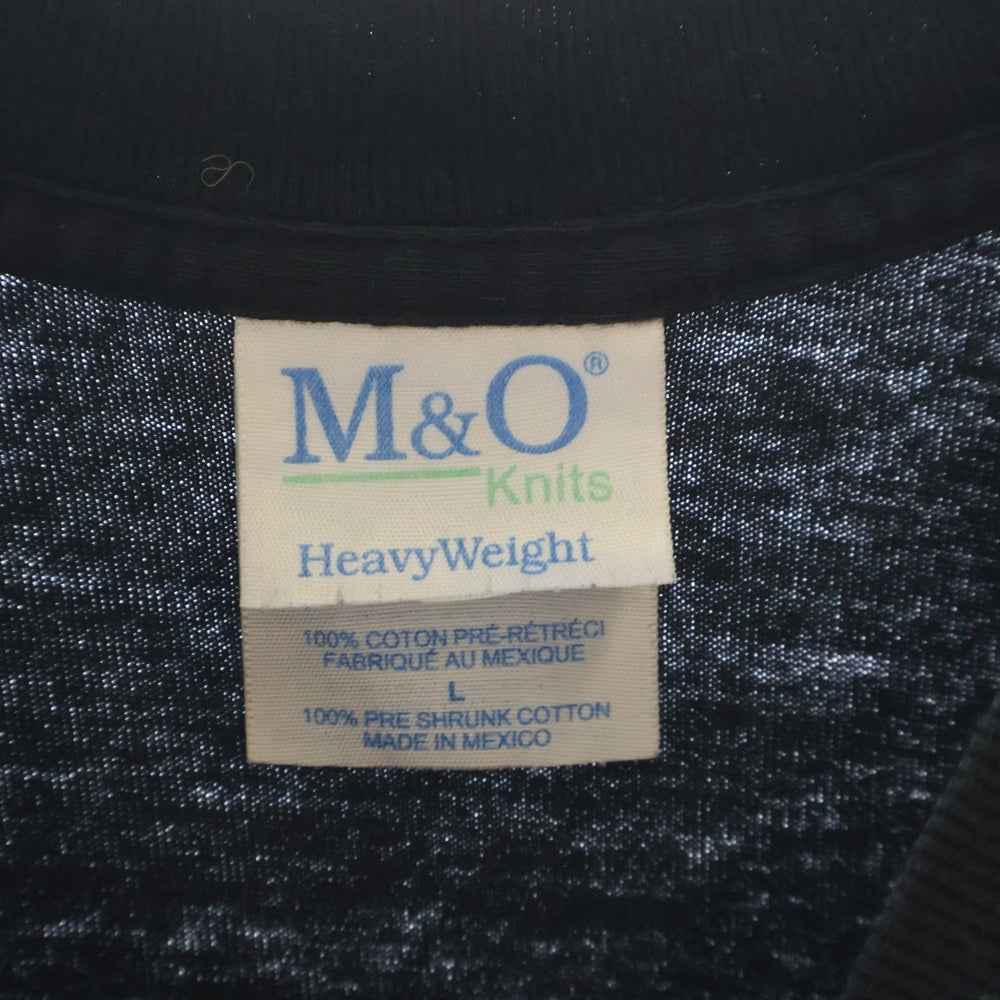 M&O®
Knits
HeavyWeight
100% COTON PRÉ-RÉTRÉCI
FABRIQUÉ AU MEXIQUE
L
100% PRE SHRUNK COTTON
MADE IN MEXICO